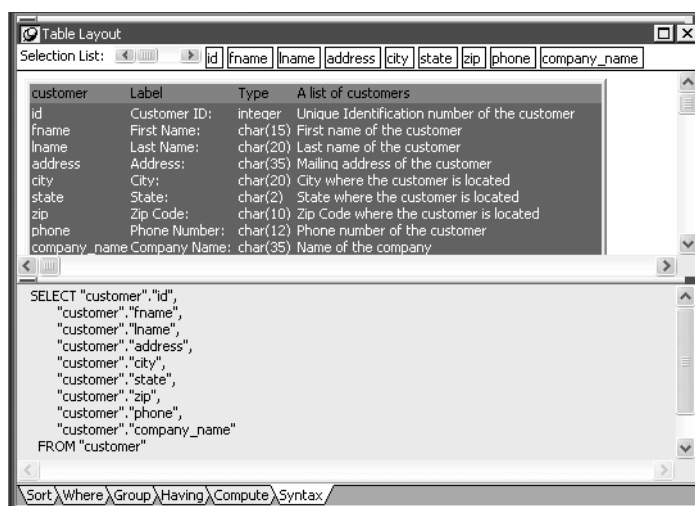 Table Layout
Selection List: id fname lname address city state zip phone company_name
customer Label Type A list of customers
id Customer ID: integer Unique Identification number of the customer
fname First Name: char(15) First name of the customer
lname Last Name: char(20) Last name of the customer
address Address: char(35) Mailing address of the customer
city City: char(20) City where the customer is located
state State: char(2) State where the customer is located
zip Zip Code: char(10) Zip Code where the customer is located
phone Phone Number: char(12) Phone number of the customer
company_name Company Name: char(35) Name of the company
SELECT "customer"."id",
"customer"."fname",
"customer"."lname",
"customer"."address",
"customer"."city",
"customer"."state",
"customer"."zip",
"customer"."phone",
"customer"."company_name"
FROM "customer"
Sort Where Group Having Compute Syntax